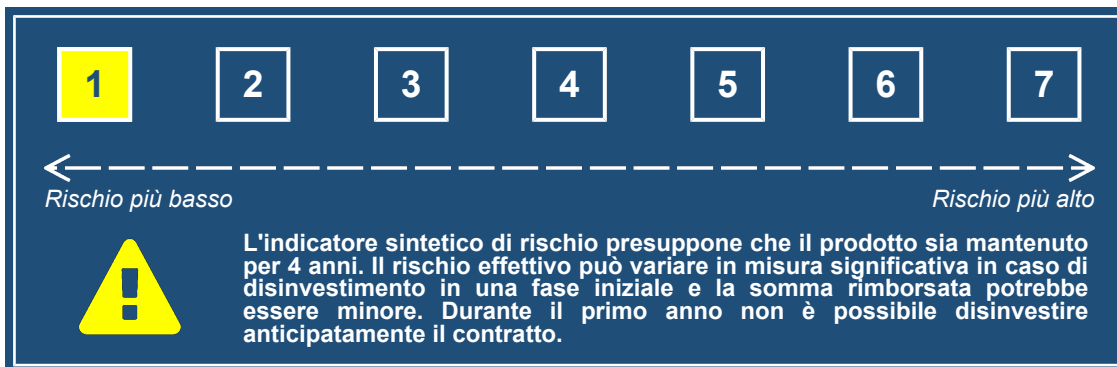 1 2 3 4 5 6 7
Rischio più basso Rischio più alto
L'indicatore sintetico di rischio presuppone che il prodotto sia mantenuto
per 4 anni. Il rischio effettivo può variare in misura significativa in caso di
disinvestimento in una fase iniziale e la somma rimborsata potrebbe
essere minore. Durante il primo anno non è possibile disinvestire
anticipatamente il contratto.